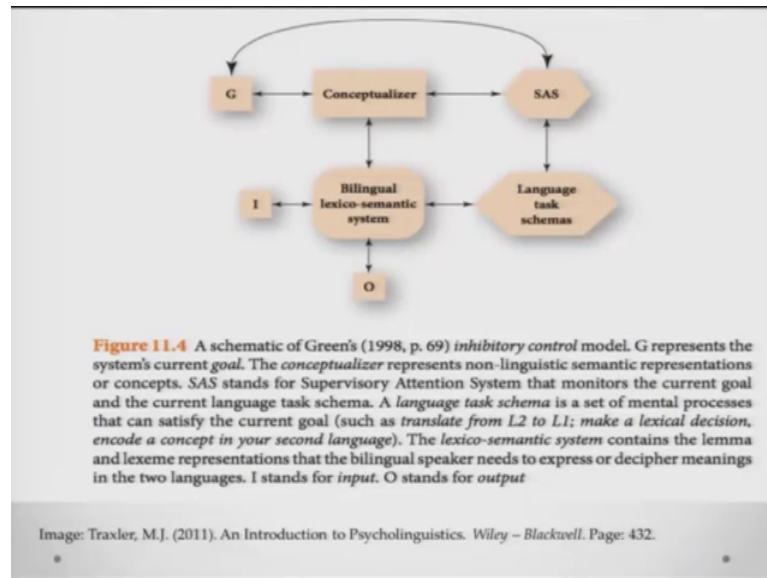 G
Conceptualizer
SAS
I
Bilingual
lexico-semantic
system
Language
task
schemas
O
Figure 11.4 A schematic of Green's (1998, p. 69) inhibitory control model. G represents the
system's current goal. The conceptualizer represents non-linguistic semantic representations
or concepts. SAS stands for Supervisory Attention System that monitors the current goal
and the current language task schema. A language task schema is a set of mental processes
that can satisfy the current goal (such as translate from L2 to L1; make a lexical decision,
encode a concept in your second language). The lexico-semantic system contains the lemma
and lexeme representations that the bilingual speaker needs to express or decipher meanings
in the two languages. I stands for input. O stands for output
Image: Traxler, M.J. (2011). An Introduction to Psycholinguistics. Wiley – Blackwell. Page: 432.